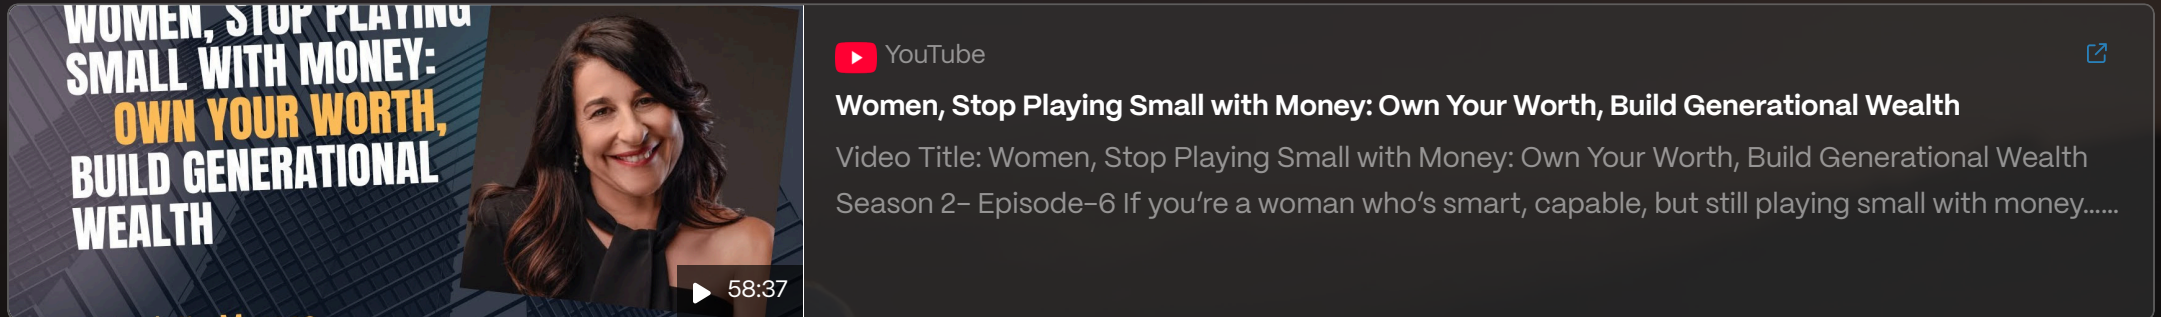 WOMEN, STOP PLAYING
SMALL WITH MONEY:
OWN YOUR WORTH,
BUILD GENERATIONAL
WEALTH
58:37
YouTube
Women, Stop Playing Small with Money: Own Your Worth, Build Generational Wealth
Video Title: Women, Stop Playing Small with Money: Own Your Worth, Build Generational Wealth
Season 2- Episode-6 If you're a woman who's smart, capable, but still playing small with money......